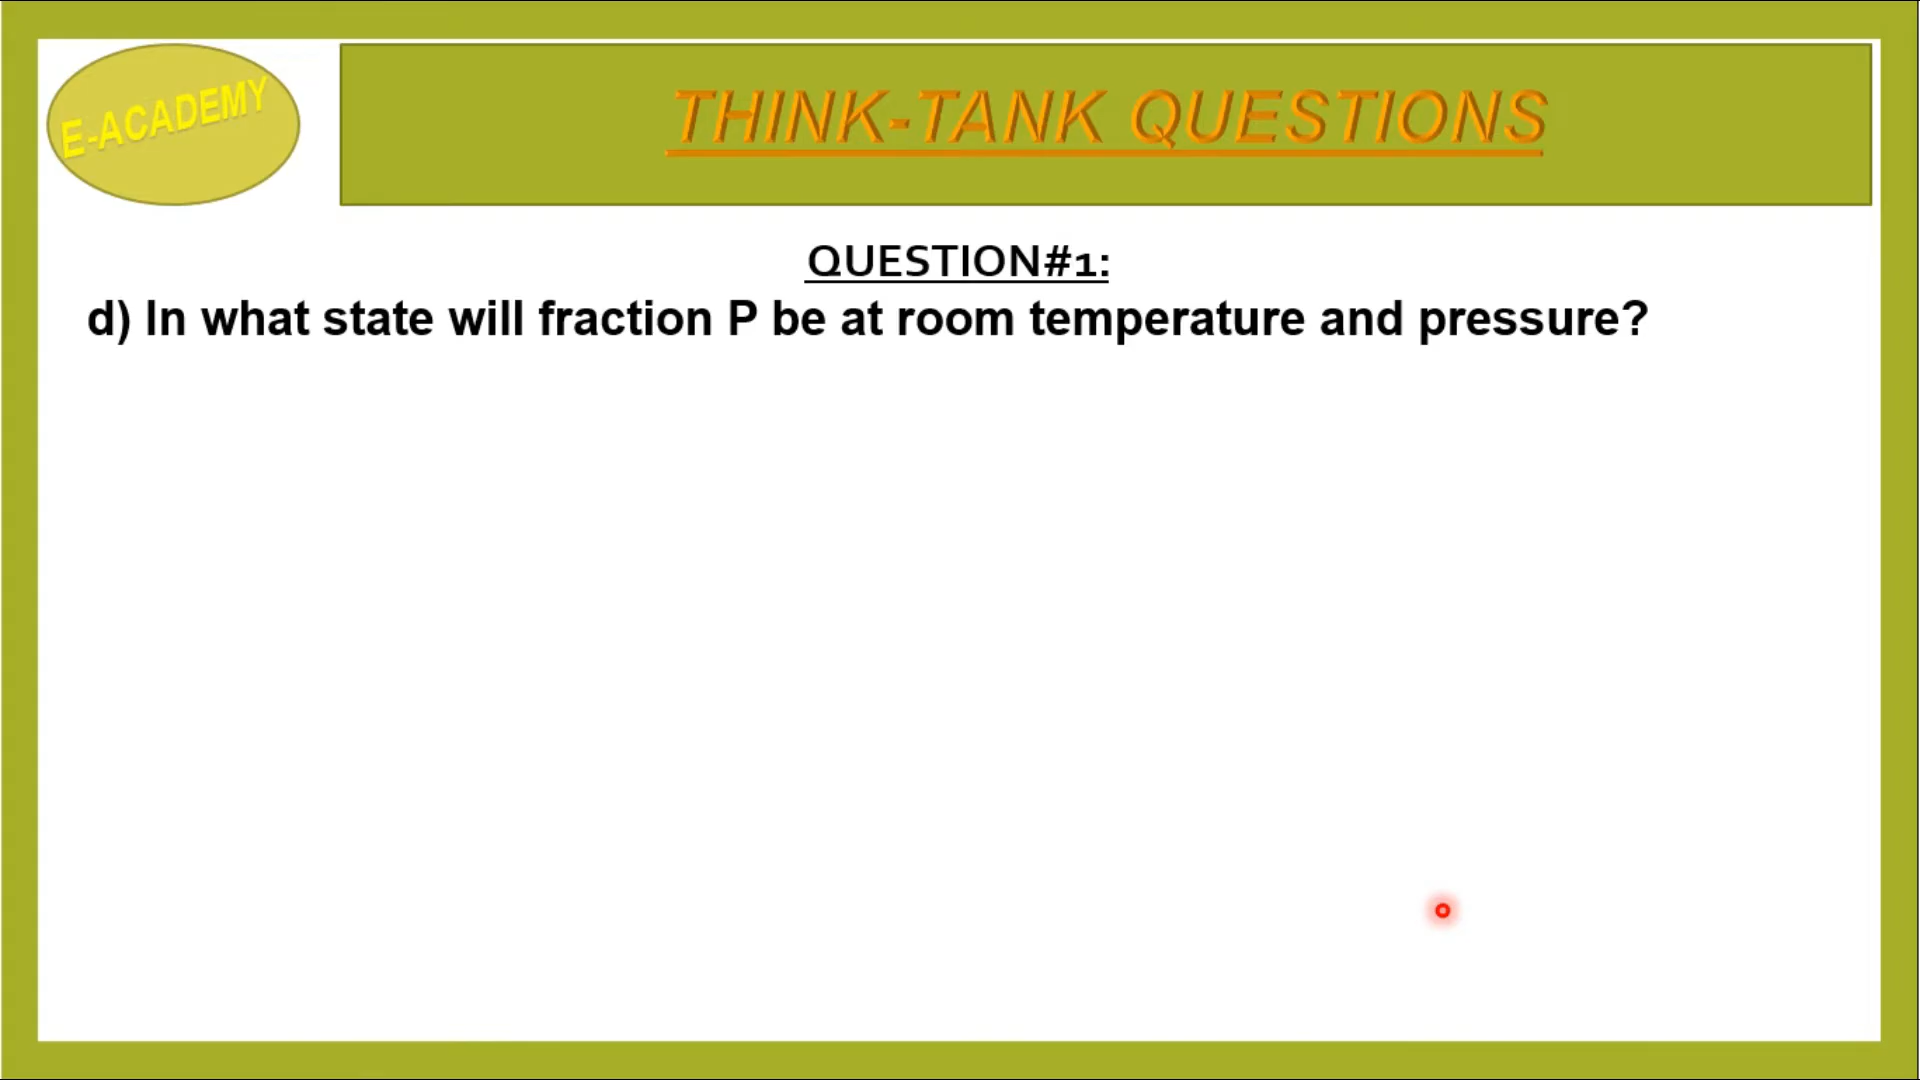 E-ACADEMY
THINK-TANK QUESTIONS
QUESTION#1:
d) In what state will fraction P be at room temperature and pressure?